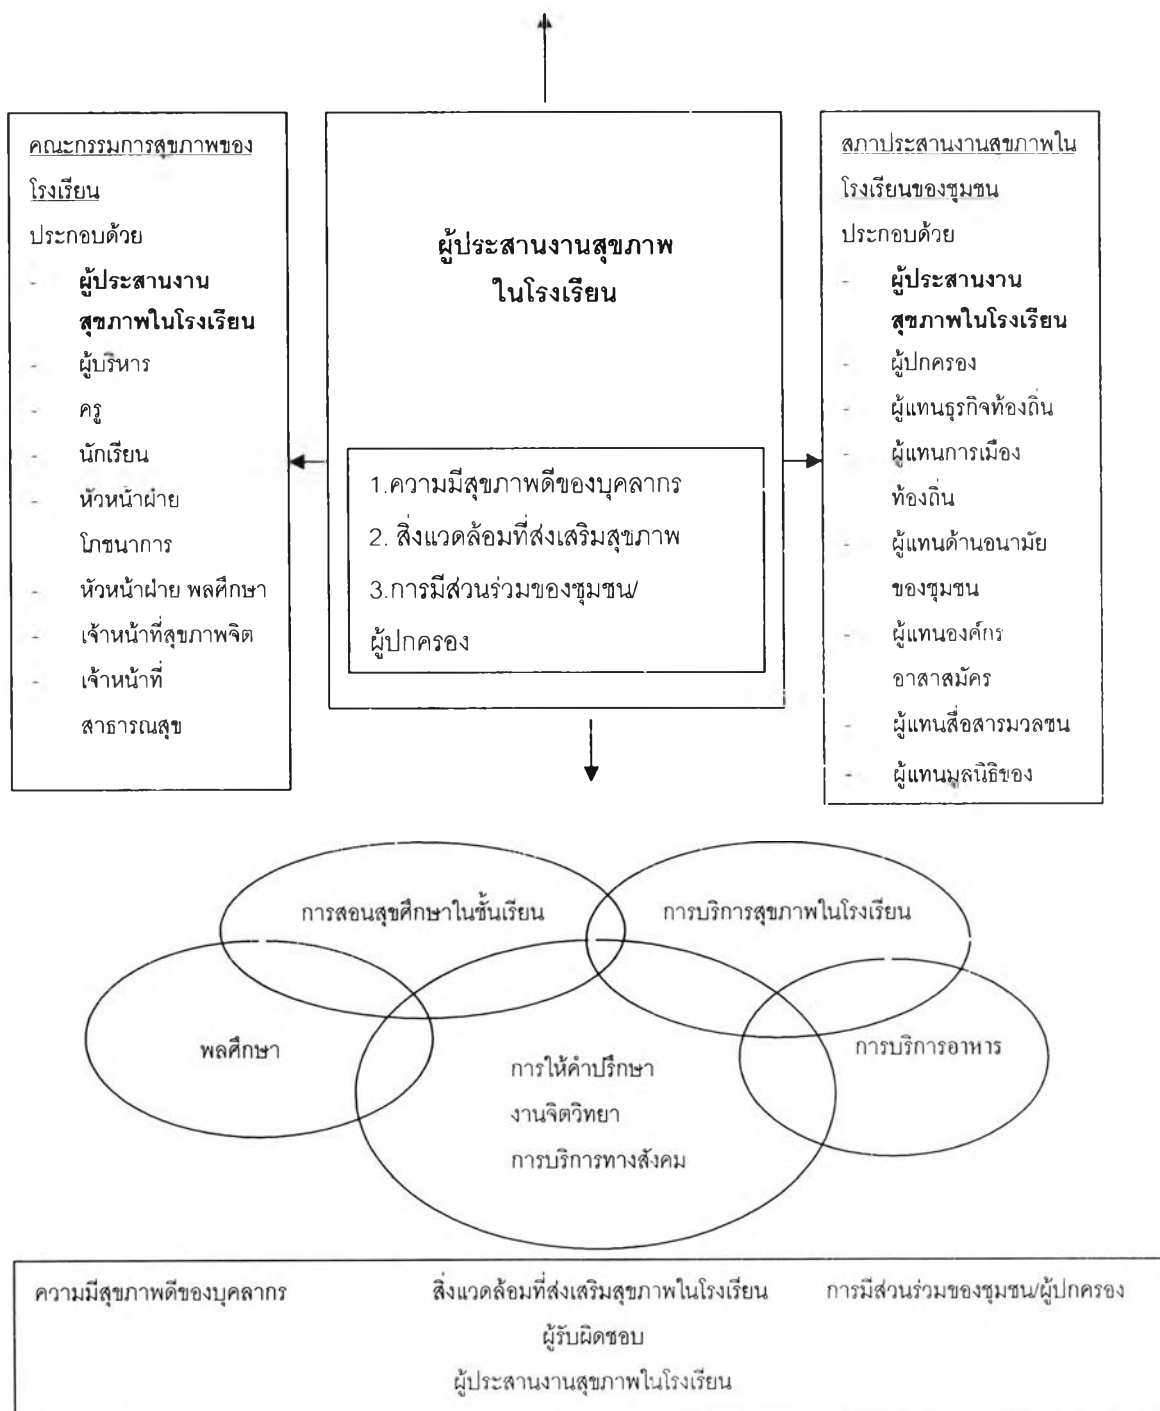 คณะกรรมการสุขภาพของ
โรงเรียน
ประกอบด้วย
- ผู้ประสานงาน
สุขภาพในโรงเรียน
- ผู้บริหาร
- ครู
- นักเรียน
- หัวหน้าฝ่าย
โภชนาการ
- หัวหน้าฝ่าย พลศึกษา
- เจ้าหน้าที่สุขภาพจิต
- เจ้าหน้าที่
สาธารณสุข
ผู้ประสานงานสุขภาพ
ในโรงเรียน
1.ความมีสุขภาพดีของบุคลากร
2. สิ่งแวดล้อมที่ส่งเสริมสุขภาพ
3.การมีส่วนร่วมของชุมชน/
ผู้ปกครอง
สภาประสานงานสุขภาพใน
โรงเรียนของชุมชน
ประกอบด้วย
- ผู้ประสานงาน
สุขภาพในโรงเรียน
- ผู้ปกครอง
- ผู้แทนธุรกิจท้องถิ่น
- ผู้แทนการเมือง
ท้องถิ่น
- ผู้แทนด้านอนามัย
ของชุมชน
- ผู้แทนองค์กร
อาสาสมัคร
- ผู้แทนสื่อสารมวลชน
- ผู้แทนมูลนิธิของ
การสอนสุขศึกษาในชั้นเรียน
การบริการสุขภาพในโรงเรียน
พลศึกษา
การให้คำปรึกษา
งานจิตวิทยา
การบริการทางสังคม
การบริการอาหาร
ความมีสุขภาพดีของบุคลากร
สิ่งแวดล้อมที่ส่งเสริมสุขภาพในโรงเรียน
การมีส่วนร่วมของชุมชน/ผู้ปกครอง
ผู้รับผิดชอบ
ผู้ประสานงานสุขภาพในโรงเรียน